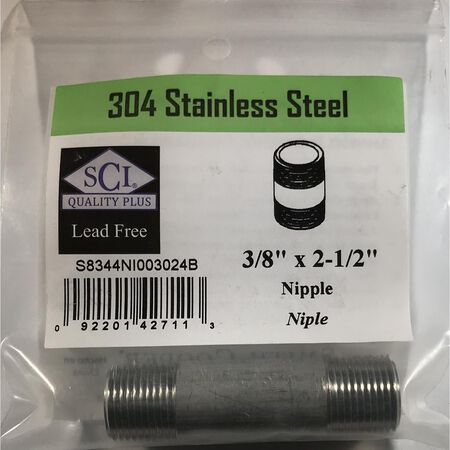 304 Stainless Steel
SCI®
QUALITY PLUS
Lead Free
S8344NI003024B
0 92201 42711 3
3/8" x 2-1/2"
Nipple
Niple